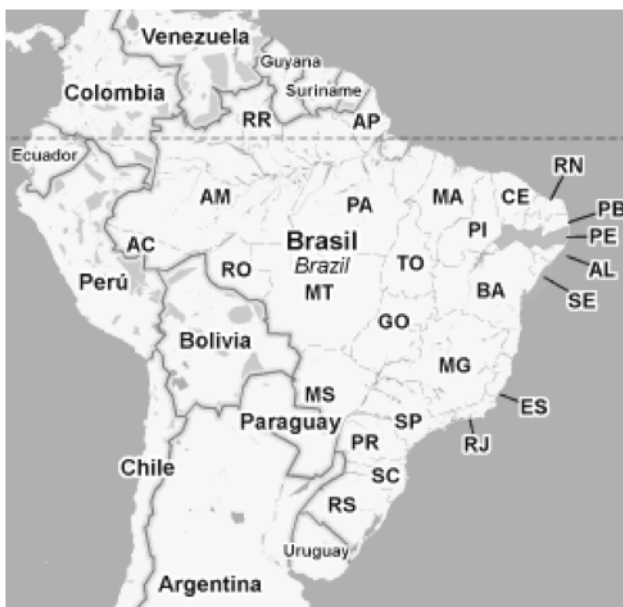 Venezuela
Guyana
Suriname
Colombia
RR
AP
Ecuador
RN
AM
PA
MA
CE
PB
PI
PE
AC
Brasil
Brazil
RO
TO
AL
Perú
MT
BA
SE
GO
Bolivia
MG
MS
ES
Paraguay
SP
PR
RJ
Chile
SC
RS
Uruguay
Argentina